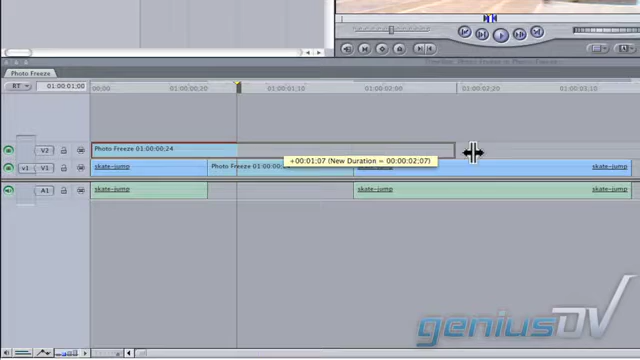 Photo Freeze
RT
01:00:01;00
00;00
01:00:00;20
01:00:01;10
01:00:02;00
01:00:02;20
01:00:03;10
V2
Photo Freeze 01:00:00;24
+00:01:07 (New Duration = 00:00:02;07)
v1 V1
skate-jump
Photo Freeze 01:00:00;24
skate-jump
skate-jump
A1
skate-jump
skate-jump
skate-jump
geniusDV